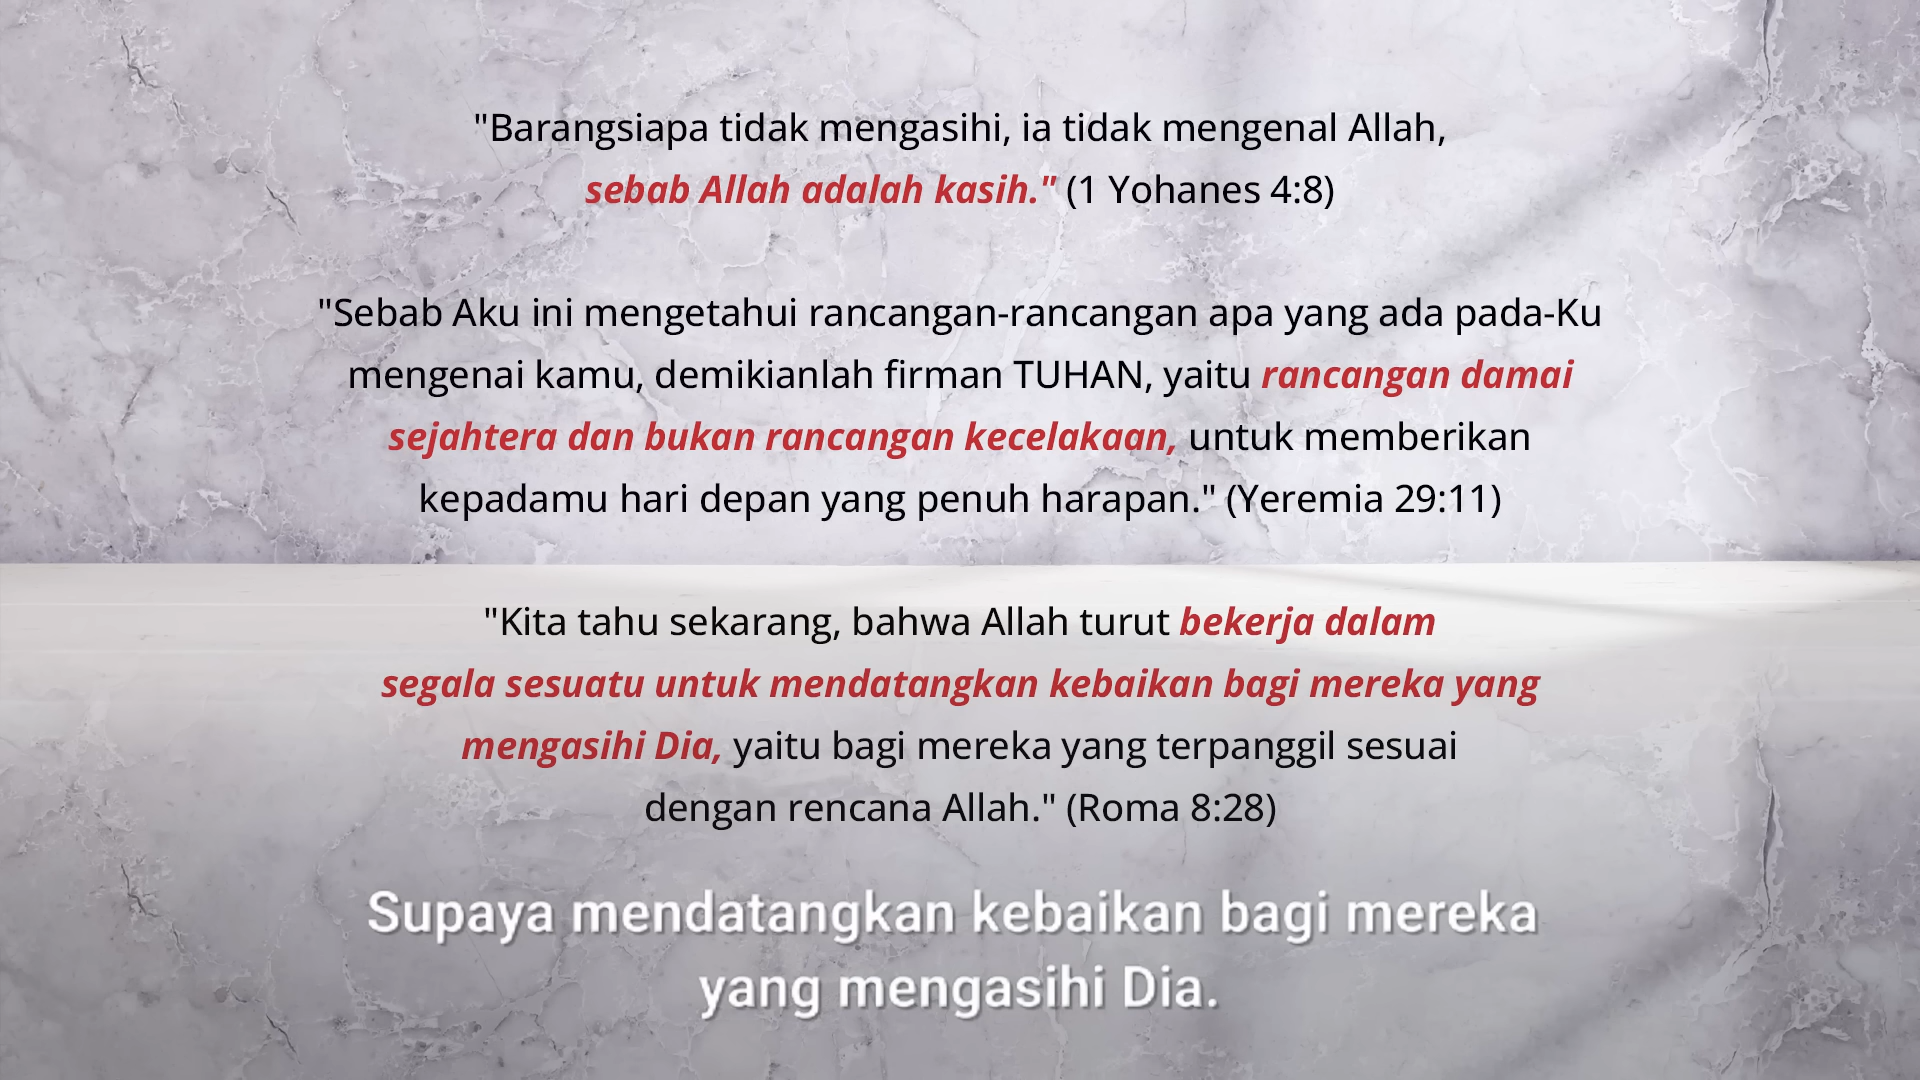 "Barangsiapa tidak mengasihi, ia tidak mengenal Allah,
sebab Allah adalah kasih." (1 Yohanes 4:8)
"Sebab Aku ini mengetahui rancangan-rancangan apa yang ada pada-Ku
mengenai kamu, demikianlah firman TUHAN, yaitu rancangan damai
sejahtera dan bukan rancangan kecelakaan, untuk memberikan
kepadamu hari depan yang penuh harapan." (Yeremia 29:11)
"Kita tahu sekarang, bahwa Allah turut bekerja dalam
segala sesuatu untuk mendatangkan kebaikan bagi mereka yang
mengasihi Dia, yaitu bagi mereka yang terpanggil sesuai
dengan rencana Allah." (Roma 8:28)
Supaya mendatangkan kebaikan bagi mereka
yang mengasihi Dia.